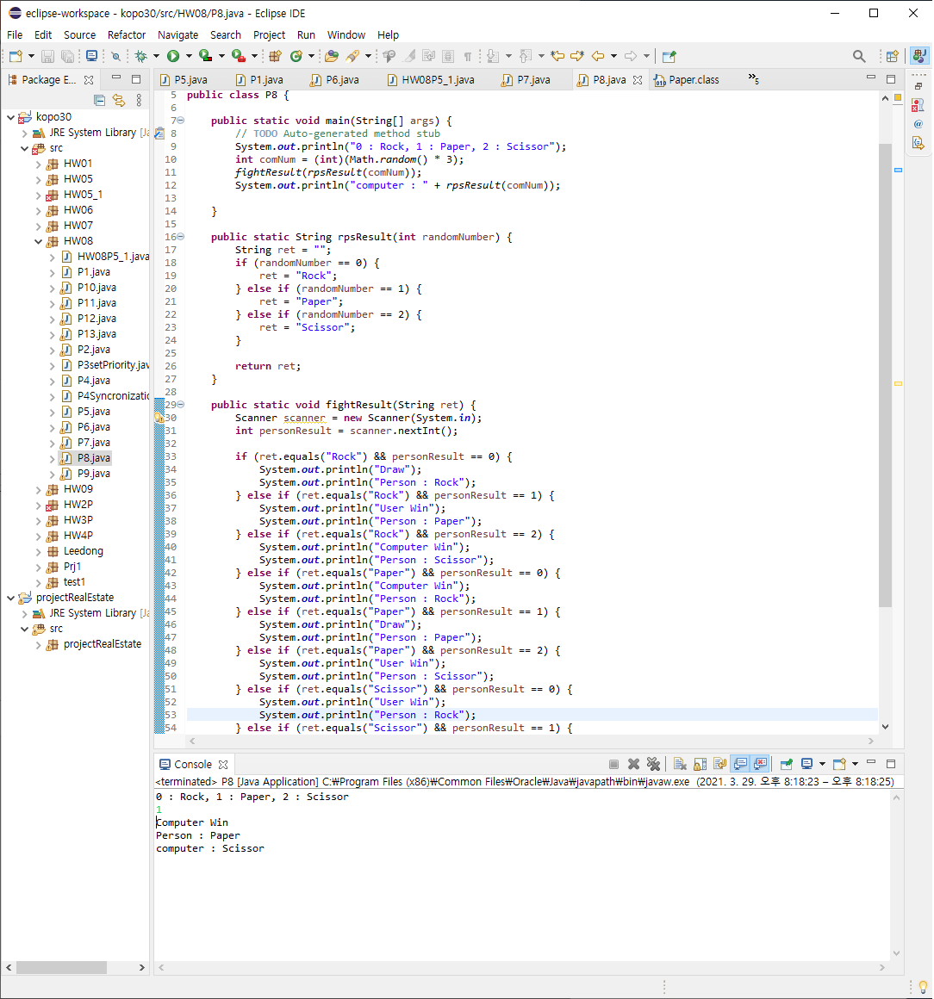 eclipse-workspace - kopo30/src/HW08/P8.java - Eclipse IDE
File Edit Source Refactor Navigate Search Project Run Window Help
Package E...
P5.java P1.java P6.java HW08P5_1.java P7.java P8.java Paper.class »5
kopo30
JRE System Library [Ja
src
HW01
HW05
HW05_1
HW06
HW07
HW08
HW08P5_1.java
P1.java
P10.java
P11.java
P12.java
P13.java
P2.java
P3setPriority.jav
P4.java
P4Syncronizatio
P5.java
P6.java
P7.java
P8.java
P9.java
HW09
HW2P
HW3P
HW4P
Leedong
Prj1
test1
projectRealEstate
JRE System Library [Ja
src
projectRealEstate
5 public class P8 {
6
7 public static void main(String[] args) {
8 // TODO Auto-generated method stub
9 System.out.println("0 : Rock, 1 : Paper, 2 : Scissor");
10 int comNum = (int)(Math.random() * 3);
11 fightResult(rpsResult(comNum));
12 System.out.println("computer : " + rpsResult(comNum));
13
14 }
15
16 public static String rpsResult(int randomNumber) {
17 String ret = "";
18 if (randomNumber == 0) {
19 ret = "Rock";
20 } else if (randomNumber == 1) {
21 ret = "Paper";
22 } else if (randomNumber == 2) {
23 ret = "Scissor";
24 }
25
26 return ret;
27 }
28
29 public static void fightResult(String ret) {
30 Scanner scanner = new Scanner(System.in);
31 int personResult = scanner.nextInt();
32
33 if (ret.equals("Rock") && personResult == 0) {
34 System.out.println("Draw");
35 System.out.println("Person : Rock");
36 } else if (ret.equals("Rock") && personResult == 1) {
37 System.out.println("User Win");
38 System.out.println("Person : Paper");
39 } else if (ret.equals("Rock") && personResult == 2) {
40 System.out.println("Computer Win");
41 System.out.println("Person : Scissor");
42 } else if (ret.equals("Paper") && personResult == 0) {
43 System.out.println("Computer Win");
44 System.out.println("Person : Rock");
45 } else if (ret.equals("Paper") && personResult == 1) {
46 System.out.println("Draw");
47 System.out.println("Person : Paper");
48 } else if (ret.equals("Paper") && personResult == 2) {
49 System.out.println("User Win");
50 System.out.println("Person : Scissor");
51 } else if (ret.equals("Scissor") && personResult == 0) {
52 System.out.println("User Win");
53 System.out.println("Person : Rock");
54 } else if (ret.equals("Scissor") && personResult == 1) {
Console
<terminated> P8 [Java Application] C:₩Program Files (x86)₩Common Files₩Oracle₩Java₩javapath₩bin₩javaw.exe (2021. 3. 29. 오후 8:18:23 – 오후 8:18:25)
0 : Rock, 1 : Paper, 2 : Scissor
1
Computer Win
Person : Paper
computer : Scissor